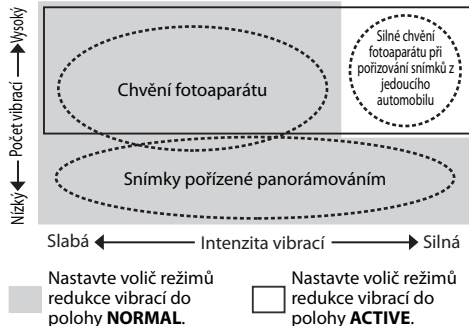 Vysoký
Počet vibrací
Nízký
Chvění fotoaparátu
Silné chvění
fotoaparátu při
pořizování snímků z
jedoucího
automobilu
Snímky pořízené panorámováním
Slabá
Intenzita vibrací
Silná
Nastavte volič režimů
redukce vibrací do
polohy NORMAL.
Nastavte volič režimů
redukce vibrací do
polohy ACTIVE.